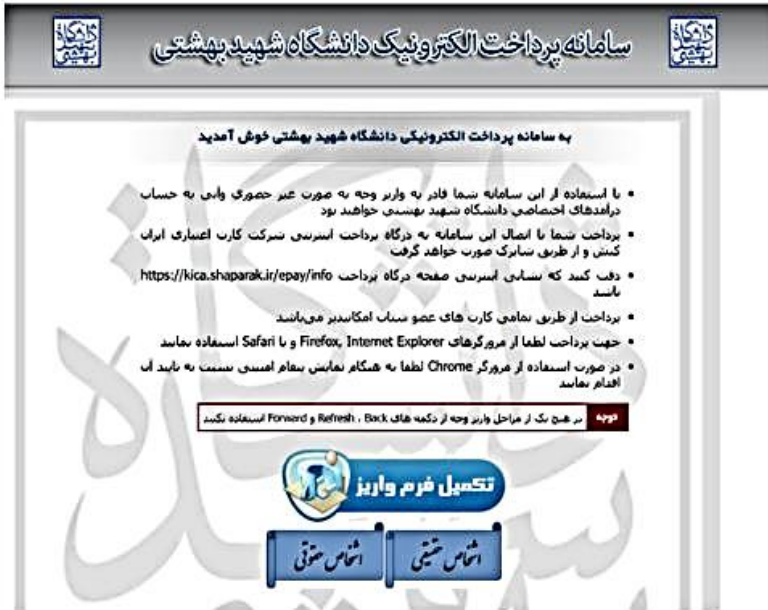 دانشگاه
شهید
بهشتی
سامانه پرداخت الکترونیک دانشگاه شهید بهشتی
دانشگاه
شهید
بهشتی
به سامانه پرداخت الکترونیکی دانشگاه شهید بهشتی خوش آمدید
با استفاده از این سامانه شما قادر به واریز وجه به صورت غیر حضوری وآنی به حساب
درآمدهای اختصاصی دانشگاه شهید بهشتی خواهید بود
پرداخت شما با اتصال این سامانه به درگاه پرداخت اینترنتی شرکت کارت اعتباری ایران
کیش و از طریق شاپرک صورت خواهد گرفت
دقت کنید که نشانی اینترنتی صفحه درگاه پرداخت https://kica.shaparak.ir/epay/info
باشد
پرداخت از طریق تمامی کارت های عضو شتاب امکانپذیر می‌باشد
جهت پرداخت لطفا از مرورگرهای Firefox, Internet Explorer و یا Safari استفاده نمایید
در صورت استفاده از مرورگر Chrome لطفا به هنگام نمایش پیغام امنیتی نسبت به تایید آن
اقدام نمایید
توجه در هیچ یک از مراحل واریز وجه از دکمه های Refresh ، Back و Forward استفاده نکنید
تکمیل فرم واریز
اشخاص حقیقی
اشخاص حقوقی